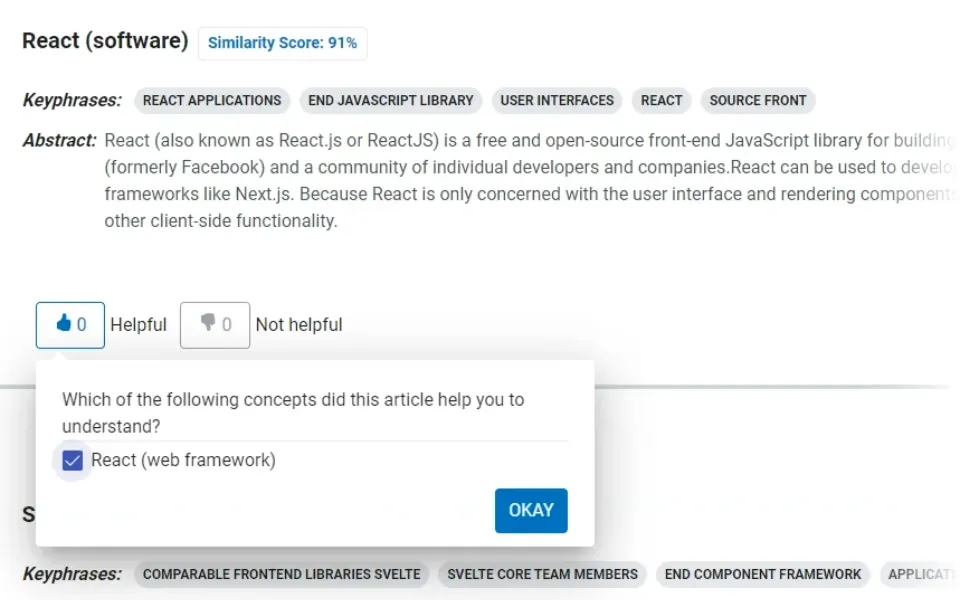 React (software) Similarity Score: 91%
Keyphrases: REACT APPLICATIONS END JAVASCRIPT LIBRARY USER INTERFACES REACT SOURCE FRONT
Abstract: React (also known as React.js or ReactJS) is a free and open-source front-end JavaScript library for building
(formerly Facebook) and a community of individual developers and companies.React can be used to develo
frameworks like Next.js. Because React is only concerned with the user interface and rendering components
other client-side functionality.
0 Helpful 0 Not helpful
Which of the following concepts did this article help you to
understand?
React (web framework)
OKAY
S
Keyphrases: COMPARABLE FRONTEND LIBRARIES SVELTE SVELTE CORE TEAM MEMBERS END COMPONENT FRAMEWORK APPLICATI